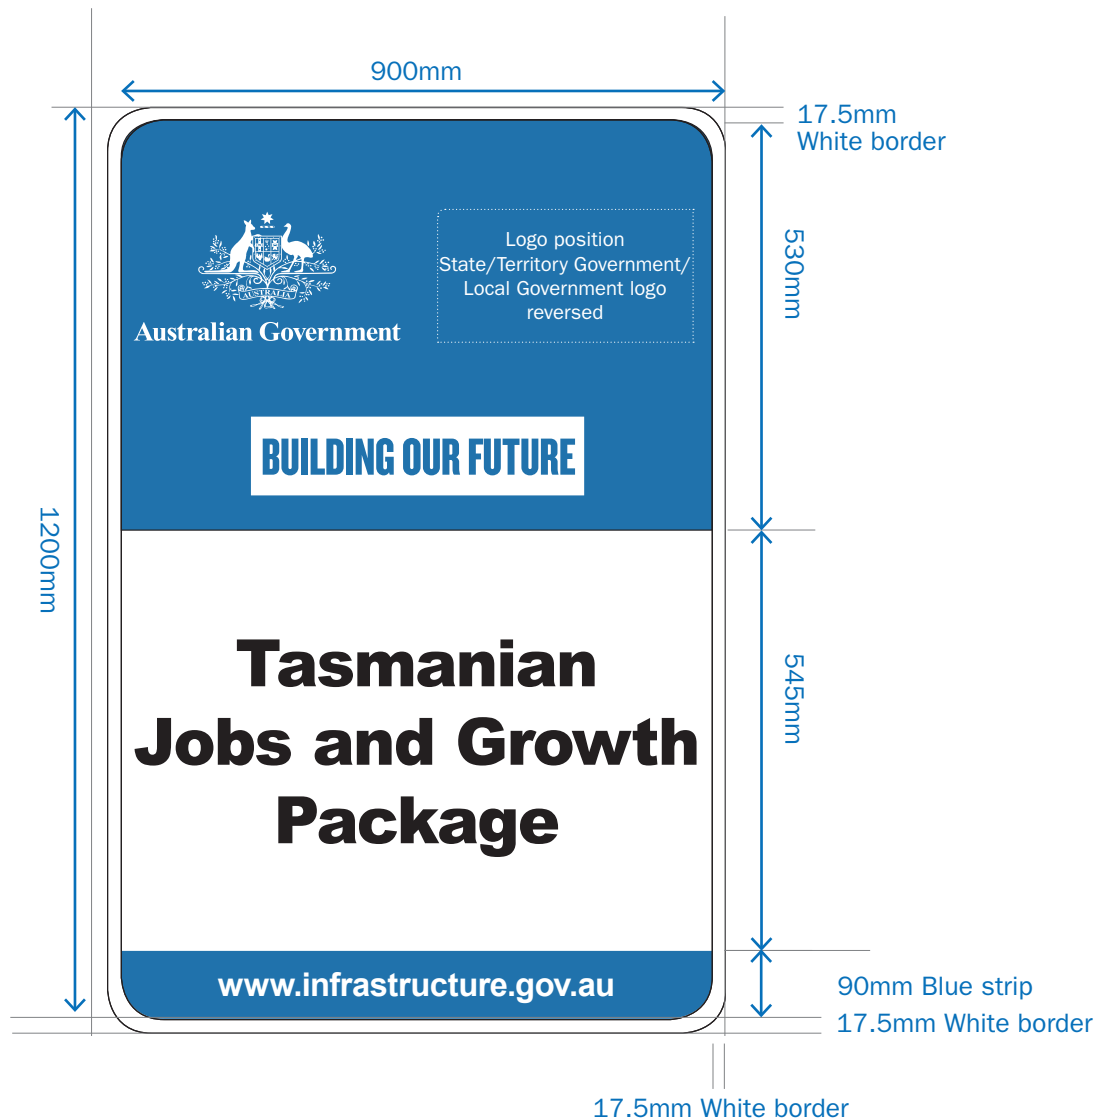 900mm
17.5mm
White border
Logo position
State/Territory Government/
Local Government logo
reversed
530mm
AUSTRALIA
Australian Government
BUILDING OUR FUTURE
1200mm
Tasmanian
Jobs and Growth
Package
545mm
www.infrastructure.gov.au
90mm Blue strip
17.5mm White border
17.5mm White border